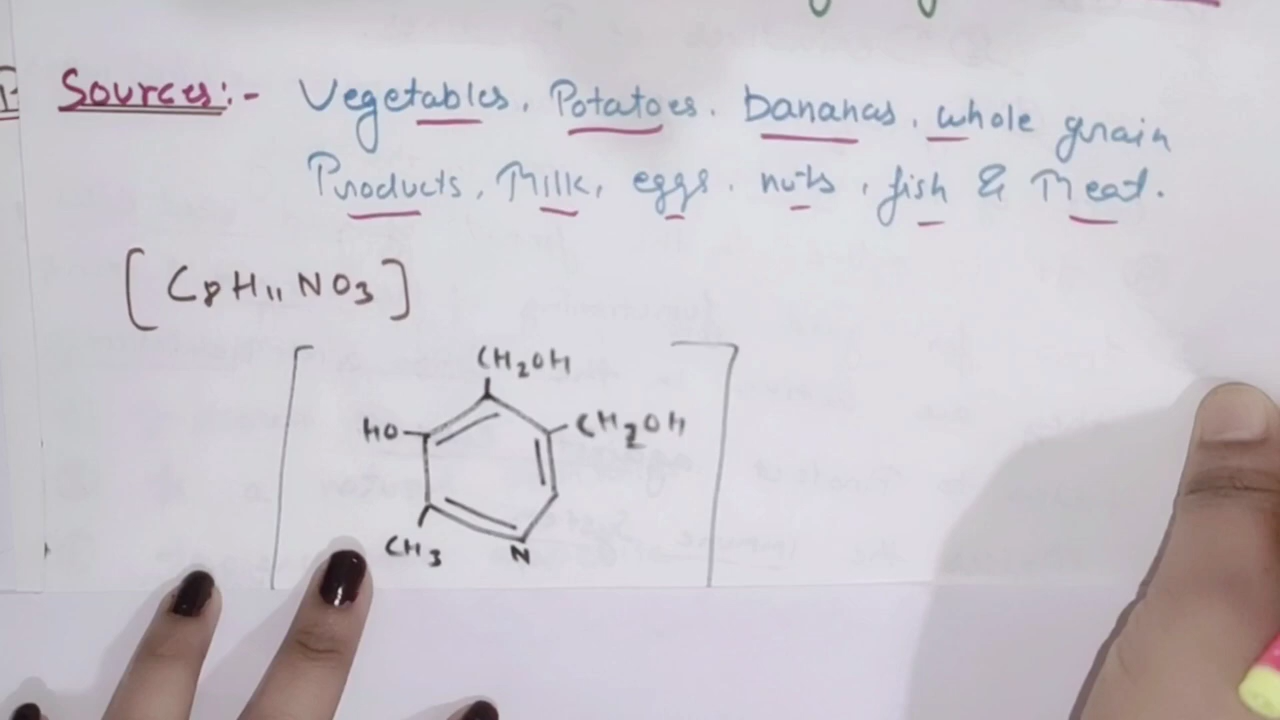 Sources:- Vegetables, Potatoes, bananas, whole grain
Products, Milk, eggs, nuts, fish & Meat.
[C8H11NO3]
CH2OH
HO
CH2OH
CH3
N